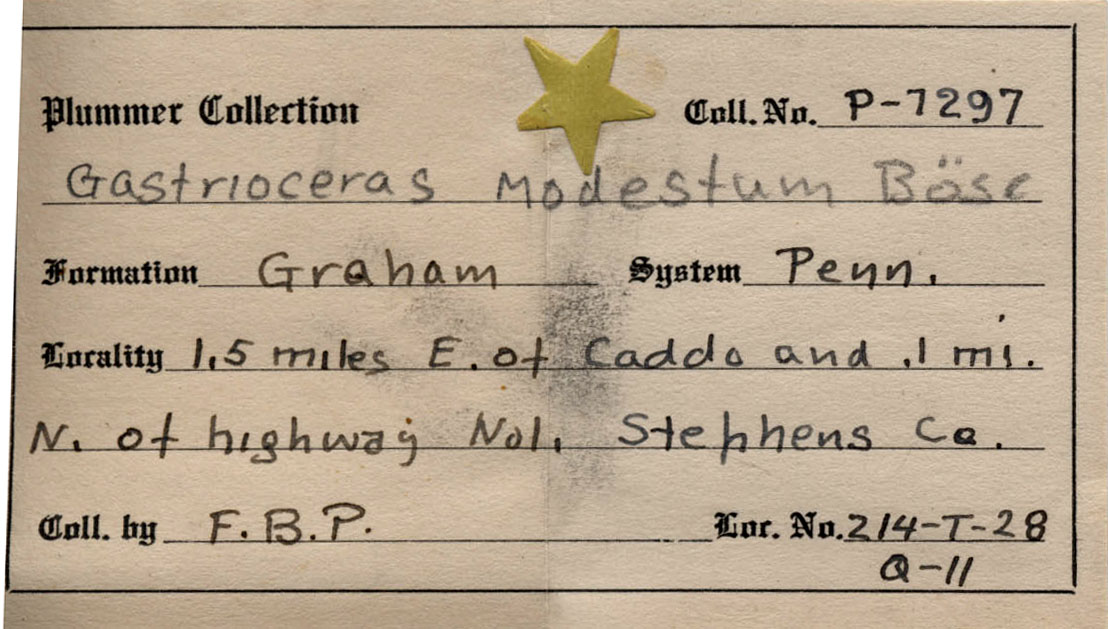 Plummer Collection Coll. No. P-7297
Gastrioceras Modestum Böse
Formation Graham System Penn.
Locality 1.5 miles E. of Caddo and .1 mi.
N. of highway No1. Stephens Co.
Coll. by F.B.P. Loc. No. 214-T-28
Q-11